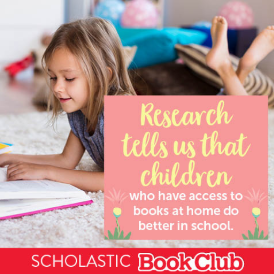 Research
tells us that
children
who have access to
books at home do
better in school.
SCHOLASTIC Book Club